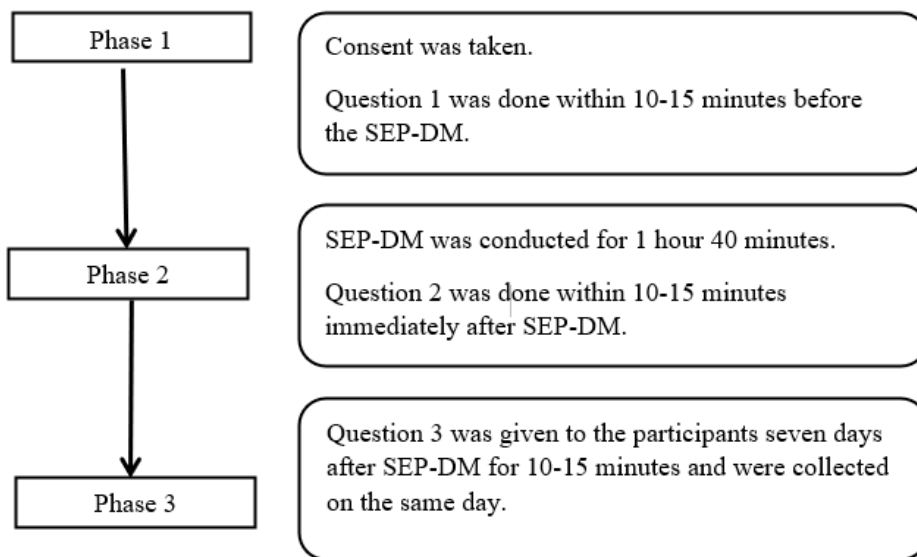 Phase 1
Consent was taken.
Question 1 was done within 10-15 minutes before
the SEP-DM.
Phase 2
SEP-DM was conducted for 1 hour 40 minutes.
Question 2 was done within 10-15 minutes
immediately after SEP-DM.
Phase 3
Question 3 was given to the participants seven days
after SEP-DM for 10-15 minutes and were collected
on the same day.